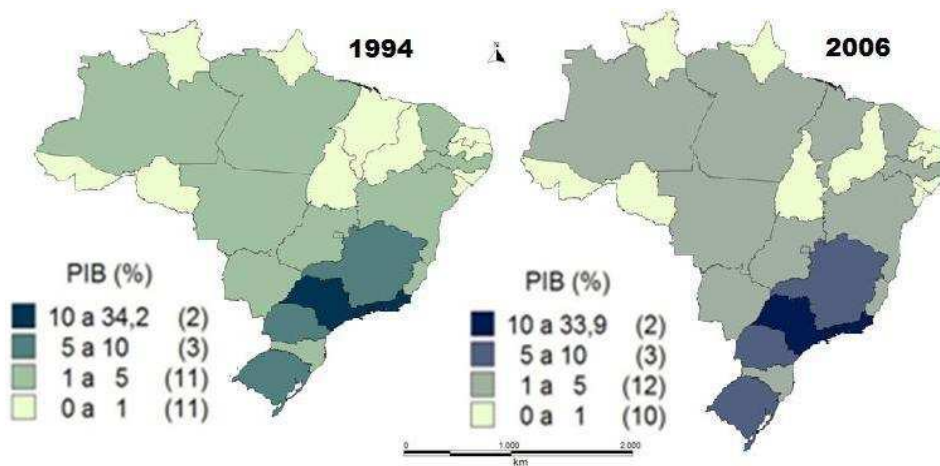 1994
N
2006
PIB (%)
10 a 34,2 (2)
5 a 10 (3)
1 a 5 (11)
0 a 1 (11)
PIB (%)
10 a 33,9 (2)
5 a 10 (3)
1 a 5 (12)
0 a 1 (10)
0 1.000 2.000
km